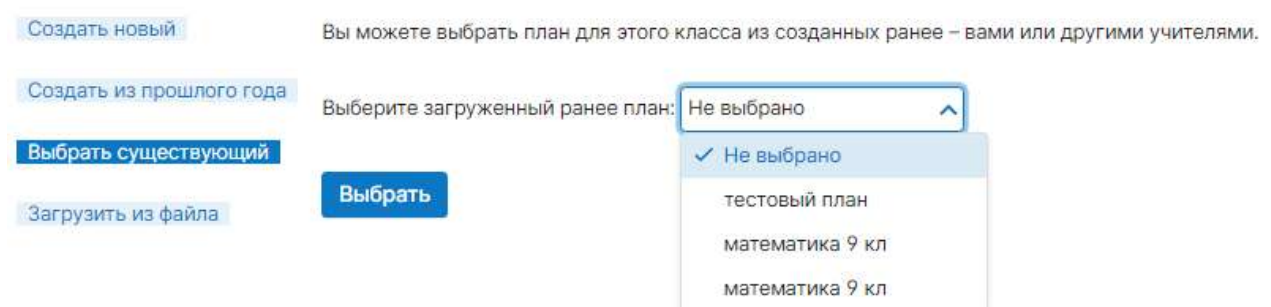 Создать новый
Создать из прошлого года
Выбрать существующий
Загрузить из файла
Вы можете выбрать план для этого класса из созданных ранее – вами или другими учителями.
Выберите загруженный ранее план: Не выбрано
Не выбрано
тестовый план
математика 9 кл
математика 9 кл
Выбрать